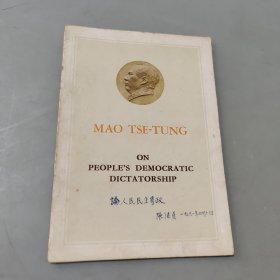 MAO TSE-TUNG
ON
PEOPLE'S DEMOCRATIC
DICTATORSHIP
論人民民主專政